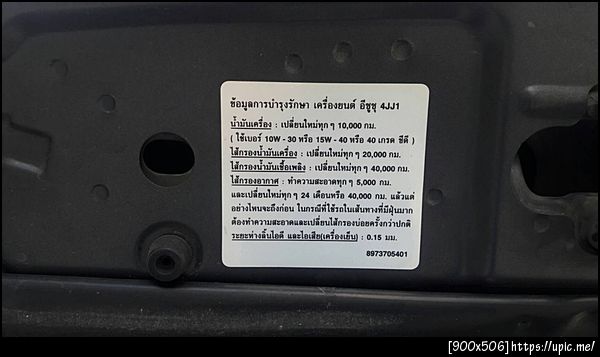 ข้อมูลการบำรุงรักษา เครื่องยนต์ อีซูซุ 4JJ1
น้ำมันเครื่อง : เปลี่ยนใหม่ทุก ๆ 10,000 กม.
( ใช้เบอร์ 10W - 30 หรือ 15W - 40 หรือ 40 เกรด ซีดี )
ไส้กรองน้ำมันเครื่อง : เปลี่ยนใหม่ทุก ๆ 20,000 กม.
ไส้กรองน้ำมันเชื้อเพลิง : เปลี่ยนใหม่ทุก ๆ 40,000 กม.
ไส้กรองอากาศ : ทำความสะอาดทุก ๆ 5,000 กม.
และเปลี่ยนใหม่ทุก ๆ 24 เดือนหรือ 40,000 กม. แล้วแต่
อย่างไหนจะถึงก่อน ในกรณีที่ใช้รถในเส้นทางที่มีฝุ่นมาก
ต้องทำความสะอาดและเปลี่ยนไส้กรองบ่อยครั้งกว่าปกติ
ระยะห่างลิ้นไอดี และไอเสีย(เครื่องเย็น) : 0.15 มม.
8973705401
[900x506]https://upic.me/